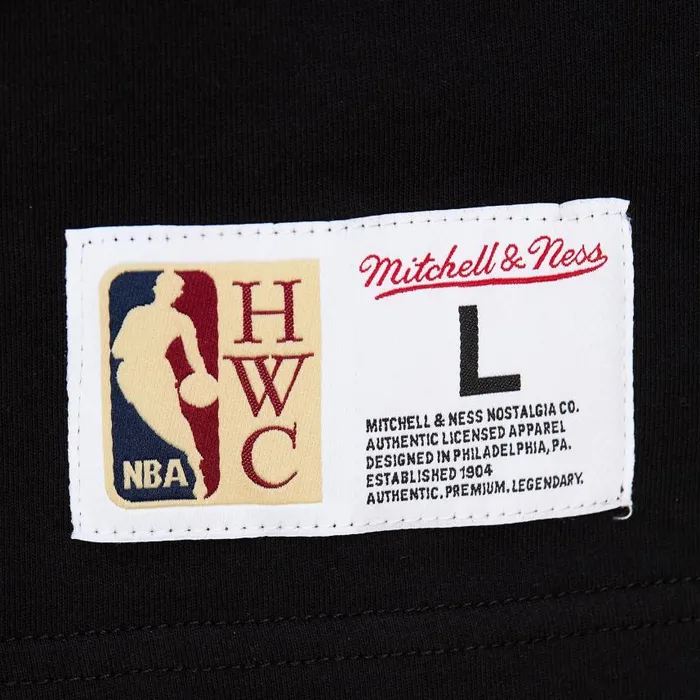 NBA
H
W
C
Mitchell & Ness
L
MITCHELL & NESS NOSTALGIA CO.
AUTHENTIC LICENSED APPAREL
DESIGNED IN PHILADELPHIA, PA.
ESTABLISHED 1904
AUTHENTIC. PREMIUM. LEGENDARY.